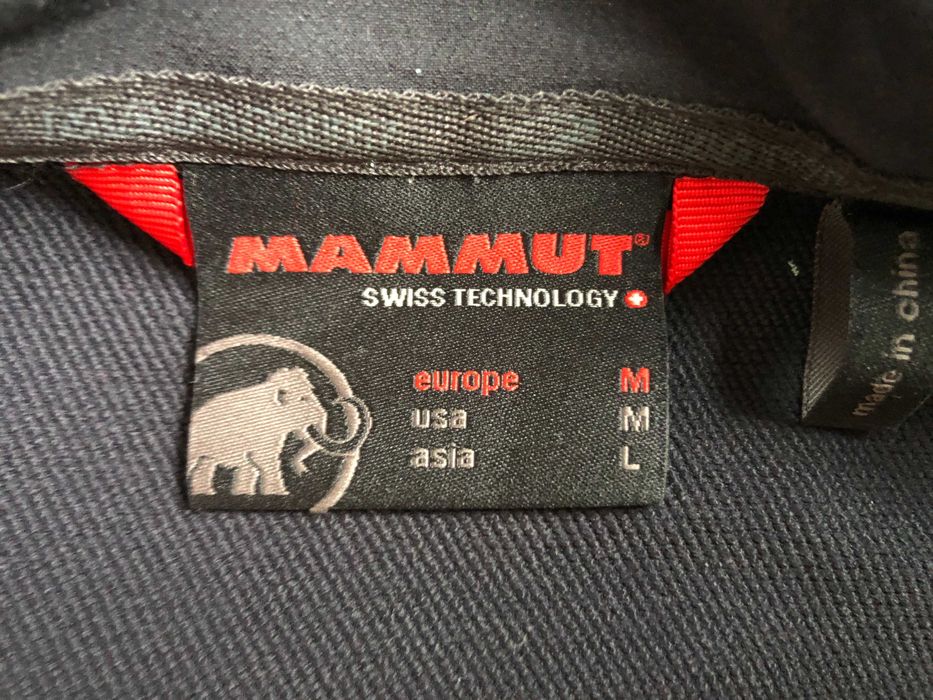 MAMMUT®
SWISS TECHNOLOGY
europe M
usa M
asia L
made in china